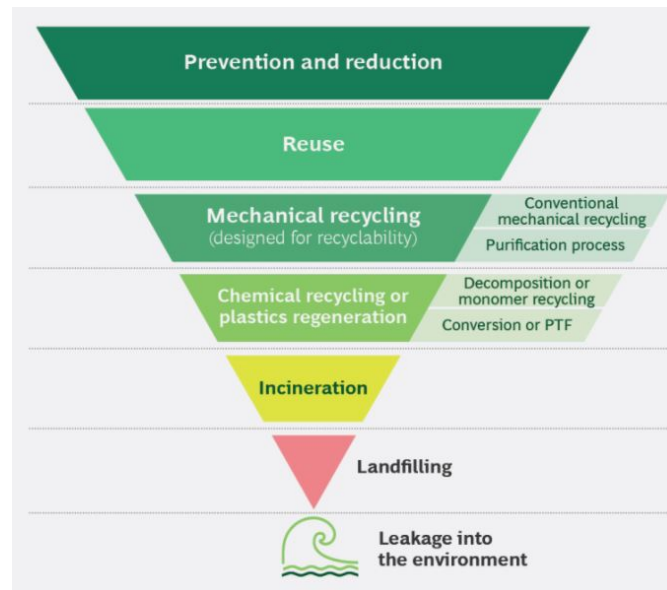 Prevention and reduction
Reuse
Mechanical recycling
(designed for recyclability)
Conventional
mechanical recycling
Purification process
Chemical recycling or
plastics regeneration
Decomposition or
monomer recycling
Conversion or PTF
Incineration
Landfilling
Leakage into
the environment